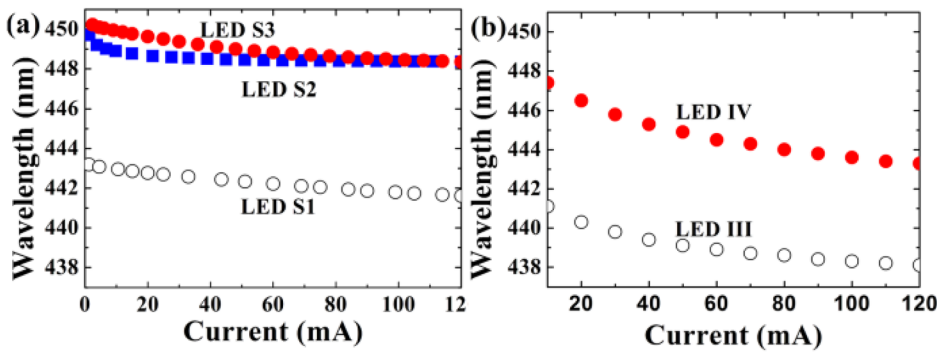 (a)
LED S3
LED S2
LED S1
450
448
446
444
442
440
438
Wavelength (nm)
0 20 40 60 80 100 12
Current (mA)
(b)
LED IV
LED III
450
448
446
444
442
440
438
Wavelength (nm)
20 40 60 80 100 120
Current (mA)